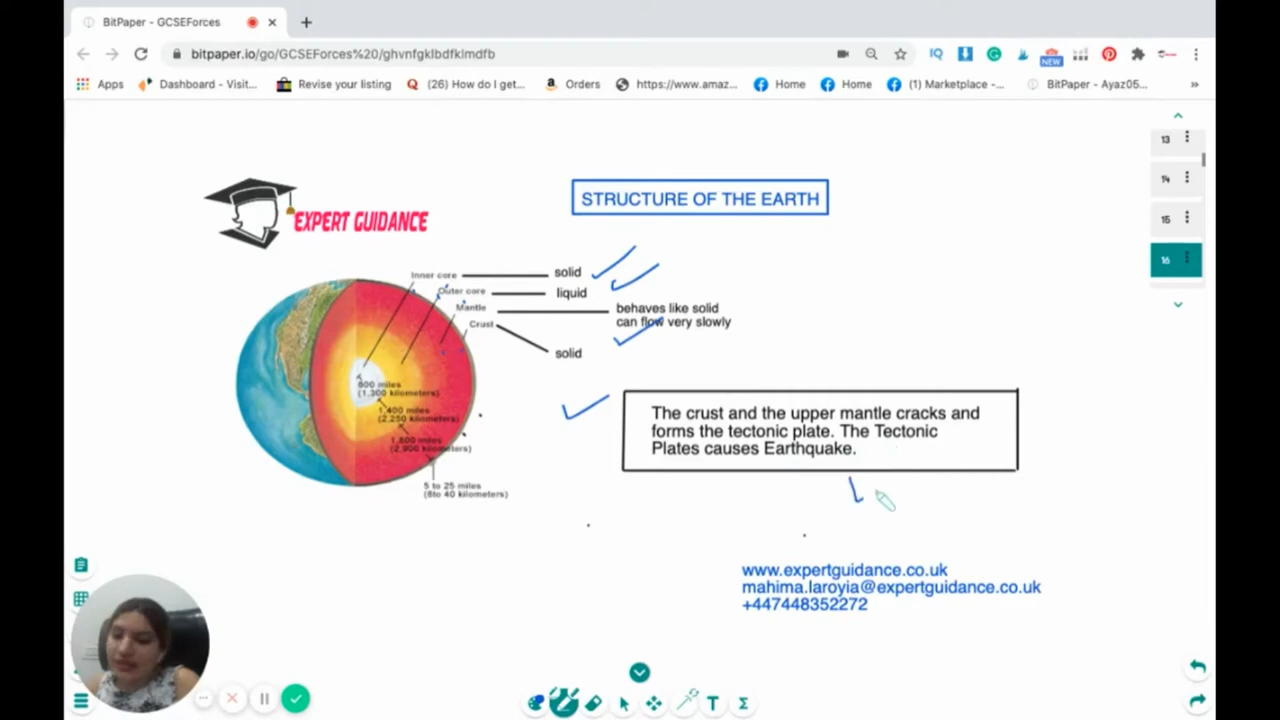 BitPaper - GCSEForces
bitpaper.io/go/GCSEForces%20/ghvnfgklbdfklmdfb
IQ
NEW
Apps
Dashboard - Visit...
Revise your listing
(26) How do I get...
Orders
https://www.amaz...
Home
Home
(1) Marketplace -...
BitPaper - Ayaz05...
13
14
15
16
EXPERT GUIDANCE
STRUCTURE OF THE EARTH
Inner core
solid
Outer core
liquid
Mantle
behaves like solid
can flow very slowly
Crust
solid
800 miles
(1,300 kilometers)
1,400 miles
(2,250 kilometers)
1,800 miles
(2,900 kilometers)
5 to 25 miles
(8to 40 kilometers)
The crust and the upper mantle cracks and
forms the tectonic plate. The Tectonic
Plates causes Earthquake.
www.expertguidance.co.uk
mahima.laroyia@expertguidance.co.uk
+447448352272
T
Σ